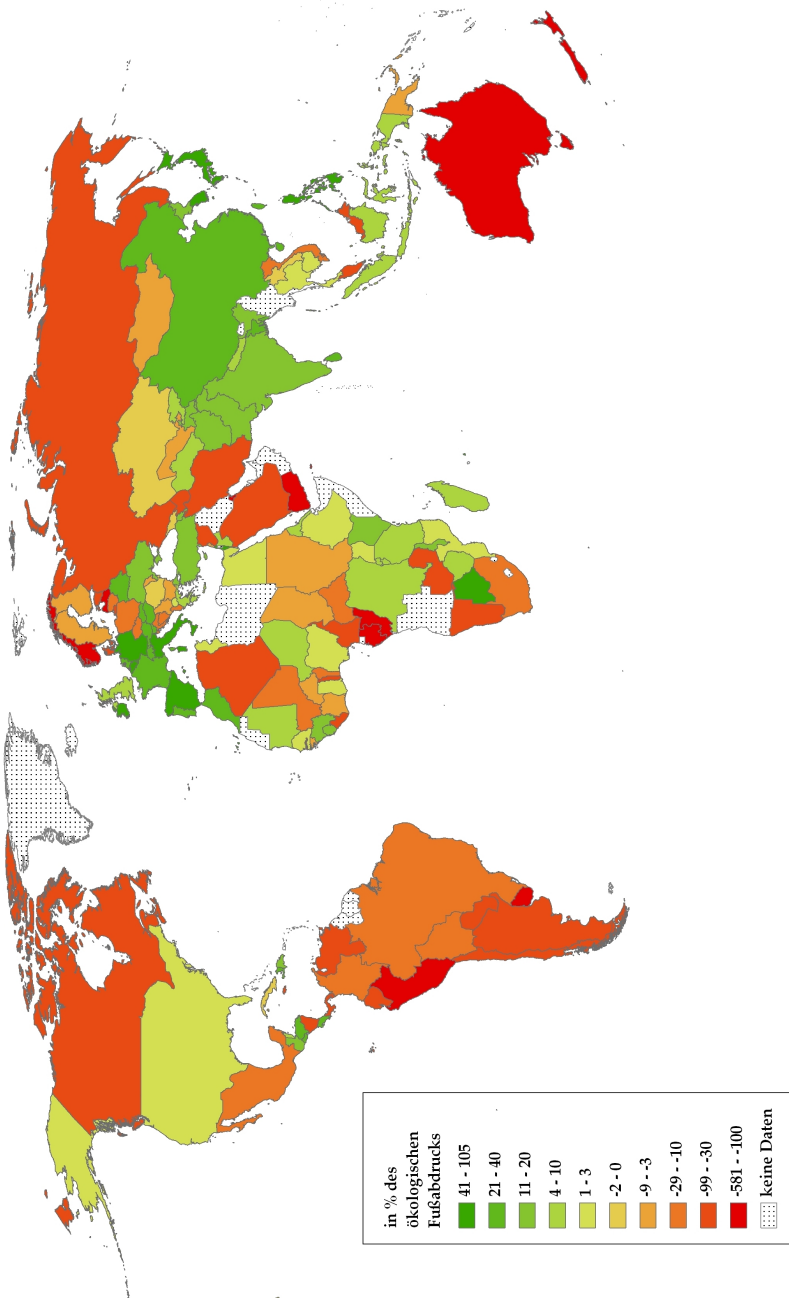 in % des
ökologischen
Fußabdrucks
41 - 105
21 - 40
11 - 20
4 - 10
1 - 3
-2 - 0
-9 - -3
-29 - -10
-99 - -30
-581 - -100
keine Daten